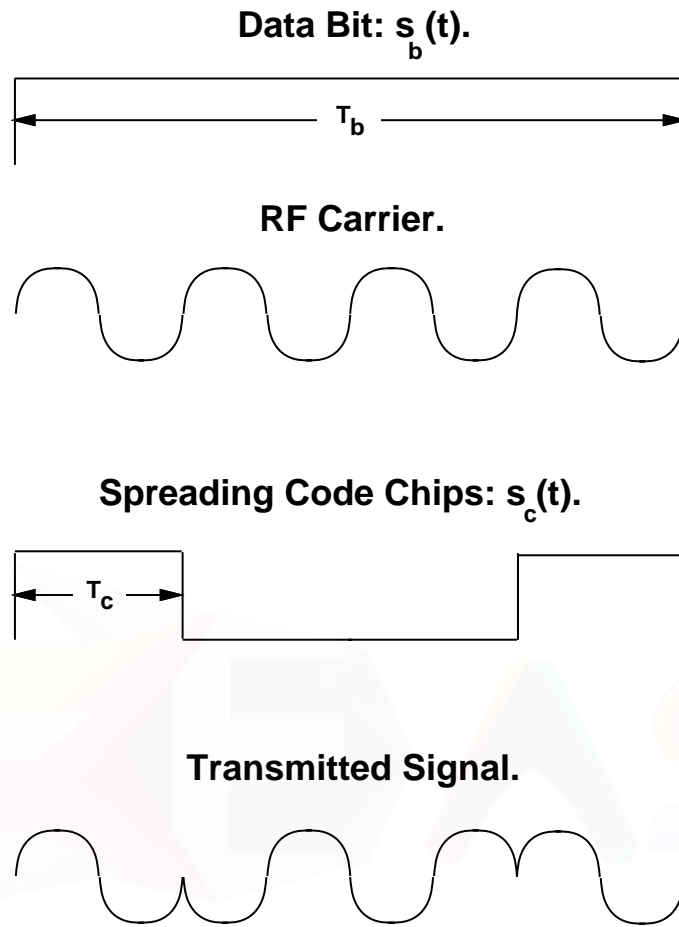 Data Bit: s_b(t).
T_b
RF Carrier.
Spreading Code Chips: s_c(t).
T_c
Transmitted Signal.